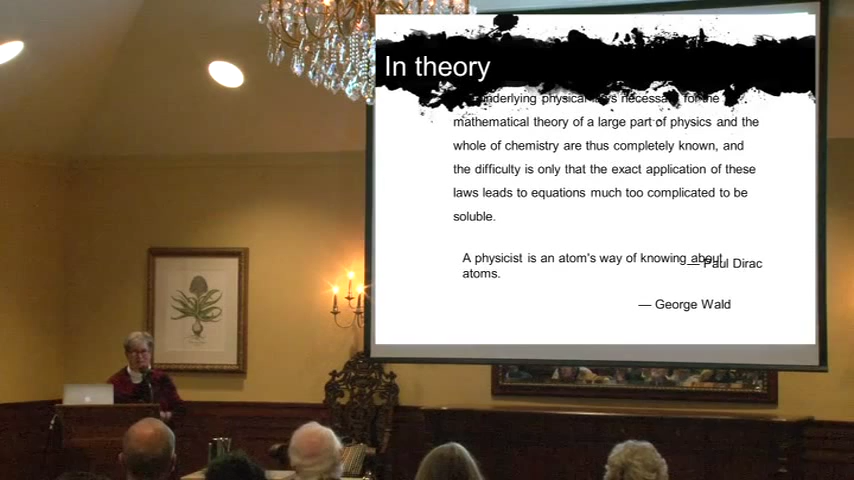 In theory
underlying physical necessary for the
mathematical theory of a large part of physics and the
whole of chemistry are thus completely known, and
the difficulty is only that the exact application of these
laws leads to equations much too complicated to be
soluble.
A physicist is an atom's way of knowing about
— Paul Dirac
atoms.
— George Wald